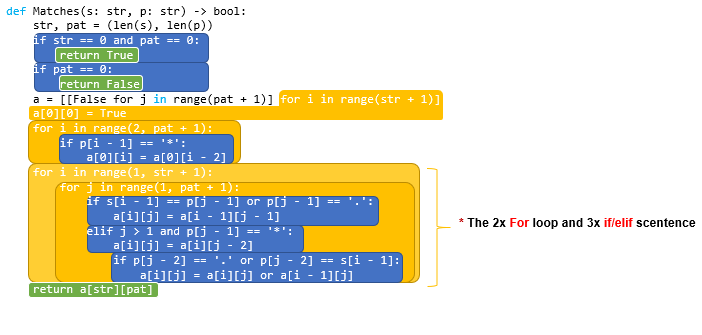 def Matches(s: str, p: str) -> bool:
    str, pat = (len(s), len(p))
    if str == 0 and pat == 0:
        return True
    if pat == 0:
        return False
    a = [[False for j in range(pat + 1)] for i in range(str + 1)]
    a[0][0] = True
    for i in range(2, pat + 1):
        if p[i - 1] == '*':
            a[0][i] = a[0][i - 2]
    for i in range(1, str + 1):
        for j in range(1, pat + 1):
            if s[i - 1] == p[j - 1] or p[j - 1] == '.':
                a[i][j] = a[i - 1][j - 1]
            elif j > 1 and p[j - 1] == '*':
                a[i][j] = a[i][j - 2]
                if p[j - 2] == '.' or p[j - 2] == s[i - 1]:
                    a[i][j] = a[i][j] or a[i - 1][j]
    return a[str][pat]
* The 2x For loop and 3x if/elif scentence